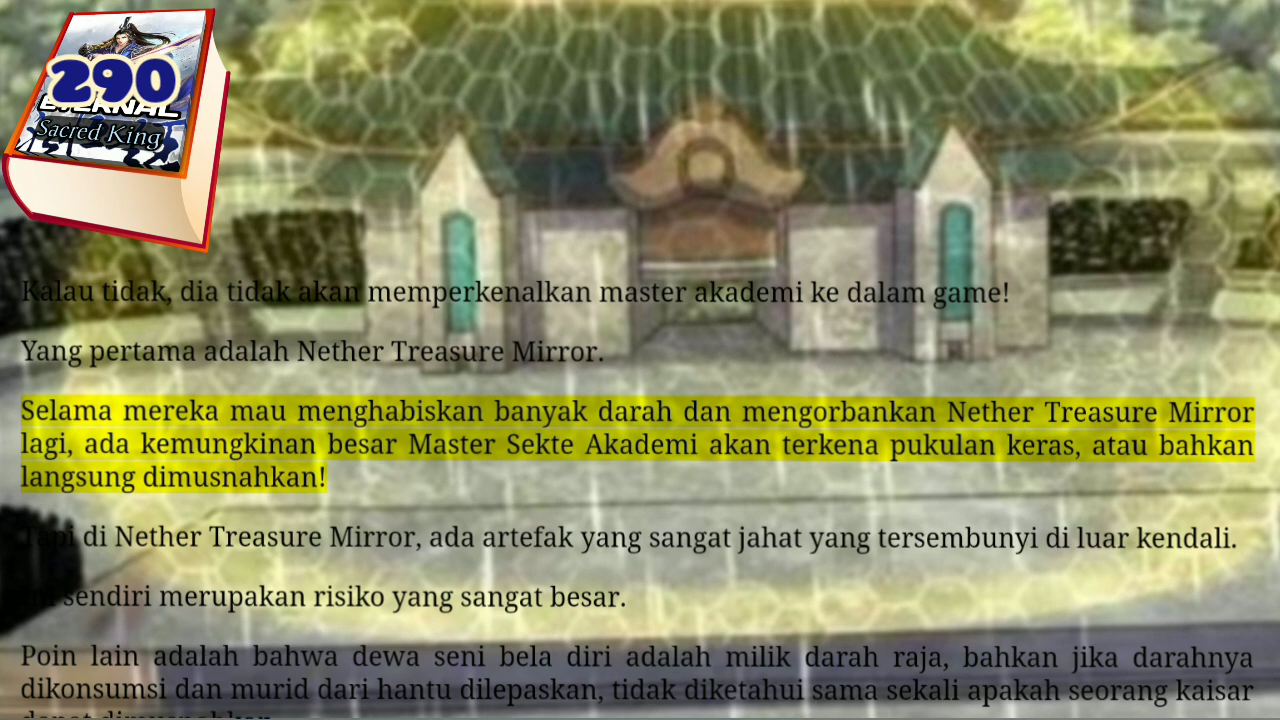 290
ETERNAL
Sacred King
Kalau tidak, dia tidak akan memperkenalkan master akademi ke dalam game!
Yang pertama adalah Nether Treasure Mirror.
Selama mereka mau menghabiskan banyak darah dan mengorbankan Nether Treasure Mirror
lagi, ada kemungkinan besar Master Sekte Akademi akan terkena pukulan keras, atau bahkan
langsung dimusnahkan!
Tapi di Nether Treasure Mirror, ada artefak yang sangat jahat yang tersembunyi di luar kendali.
Ini sendiri merupakan risiko yang sangat besar.
Poin lain adalah bahwa dewa seni bela diri adalah milik darah raja, bahkan jika darahnya
dikonsumsi dan murid dari hantu dilepaskan, tidak diketahui sama sekali apakah seorang kaisar